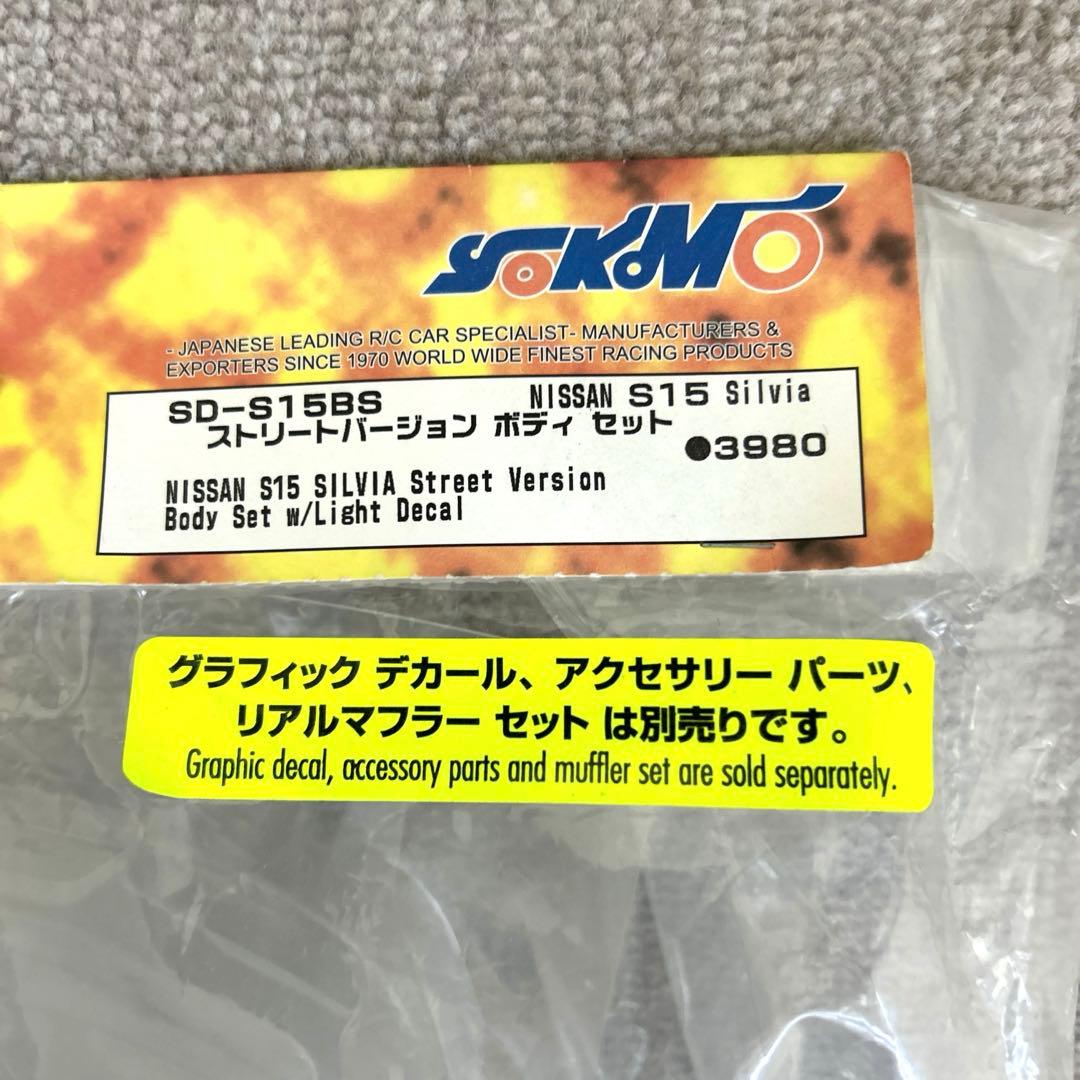 YOKOMO
- JAPANESE LEADING R/C CAR SPECIALIST- MANUFACTURERS &
EXPORTERS SINCE 1970 WORLD WIDE FINEST RACING PRODUCTS
SD-S15BS NISSAN S15 Silvia
ストリートバージョン ボディ セット
●3980
NISSAN S15 SILVIA Street Version
Body Set w/Light Decal
グラフィック デカール、アクセサリー パーツ、
リアルマフラー セット は別売りです。
Graphic decal, accessory parts and muffler set are sold separately.